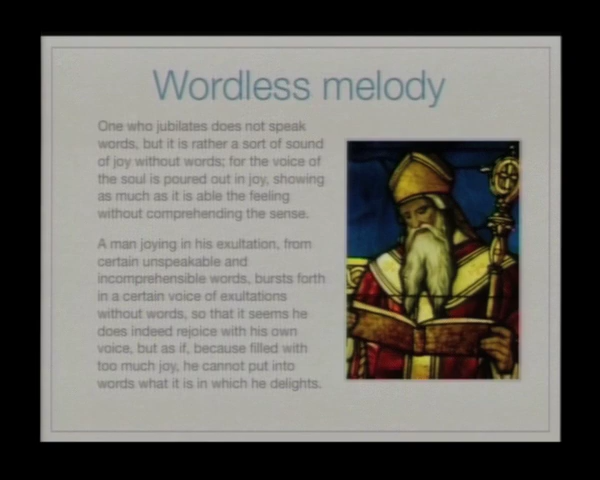 Wordless melody
One who jubilates does not speak
words, but it is rather a sort of sound
of joy without words; for the voice of
the soul is poured out in joy, showing
as much as it is able the feeling
without comprehending the sense.
A man joying in his exultation, from
certain unspeakable and
incomprehensible words, bursts forth
in a certain voice of exultations
without words, so that it seems he
does indeed rejoice with his own
voice, but as if, because filled with
too much joy, he cannot put into
words what it is in which he delights.